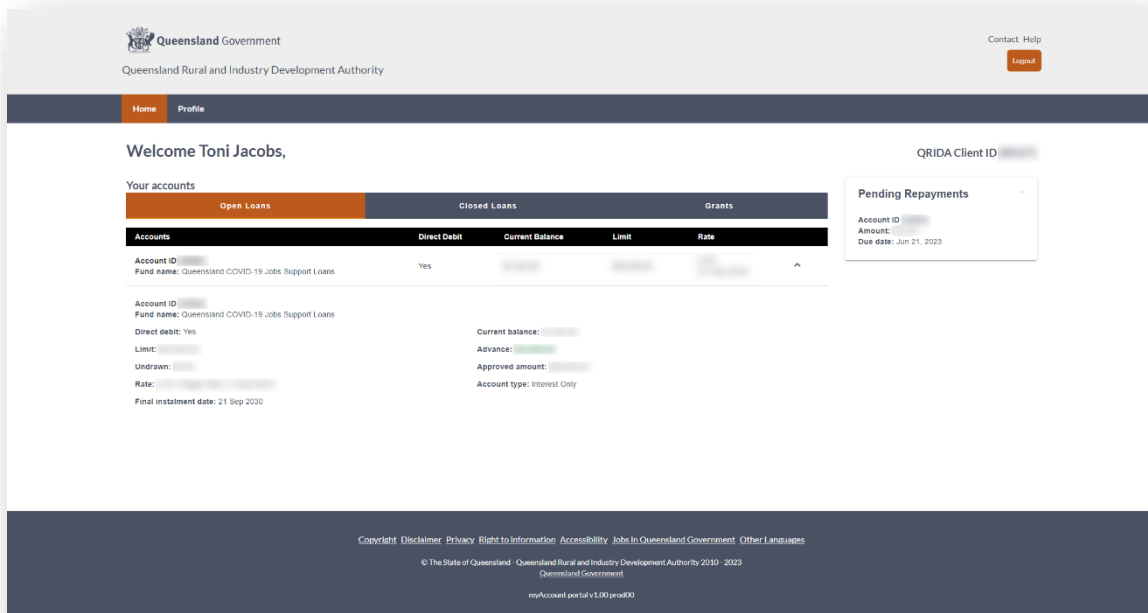 Queensland Government
Contact Help
Queensland Rural and Industry Development Authority
Logout
Home Profile
Welcome Toni Jacobs,
QRIDA Client ID
Your accounts
Open Loans Closed Loans Grants
Accounts Direct Debit Current Balance Limit Rate
Account ID
Fund name: Queensland COVID-19 Jobs Support Loans
Yes
Account ID
Fund name: Queensland COVID-19 Jobs Support Loans
Direct debit: Yes
Current balance:
Limit:
Advance:
Undrawn:
Approved amount:
Rate:
Account type: Interest Only
Final instalment date: 21 Sep 2030
Pending Repayments
Account ID
Amount:
Due date: Jun 21, 2023
Copyright Disclaimer Privacy Right to Information Accessibility Jobs in Queensland Government Other Languages
© The State of Queensland - Queensland Rural and Industry Development Authority 2010 - 2023
Queensland Government
myAccount portal v1.00 prod00